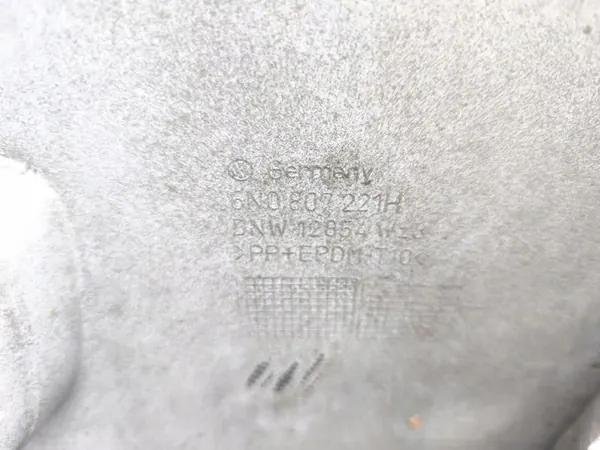 Germany
6N0 807 221H
BNW 12854
>PP+EPDM-T10<